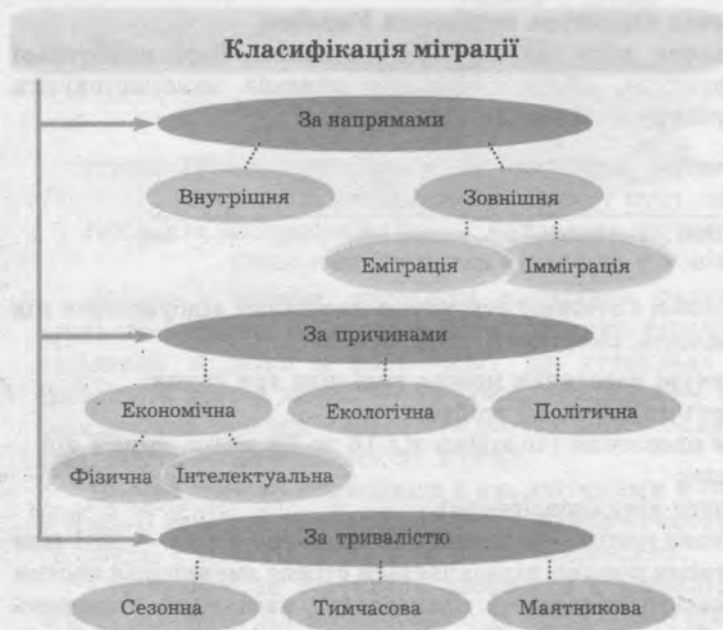 Класифікація міграції
За напрямами
Внутрішня Зовнішня
Еміграція Імміграція
За причинами
Економічна Екологічна Політична
Фізична Інтелектуальна
За тривалістю
Сезонна Тимчасова Маятникова